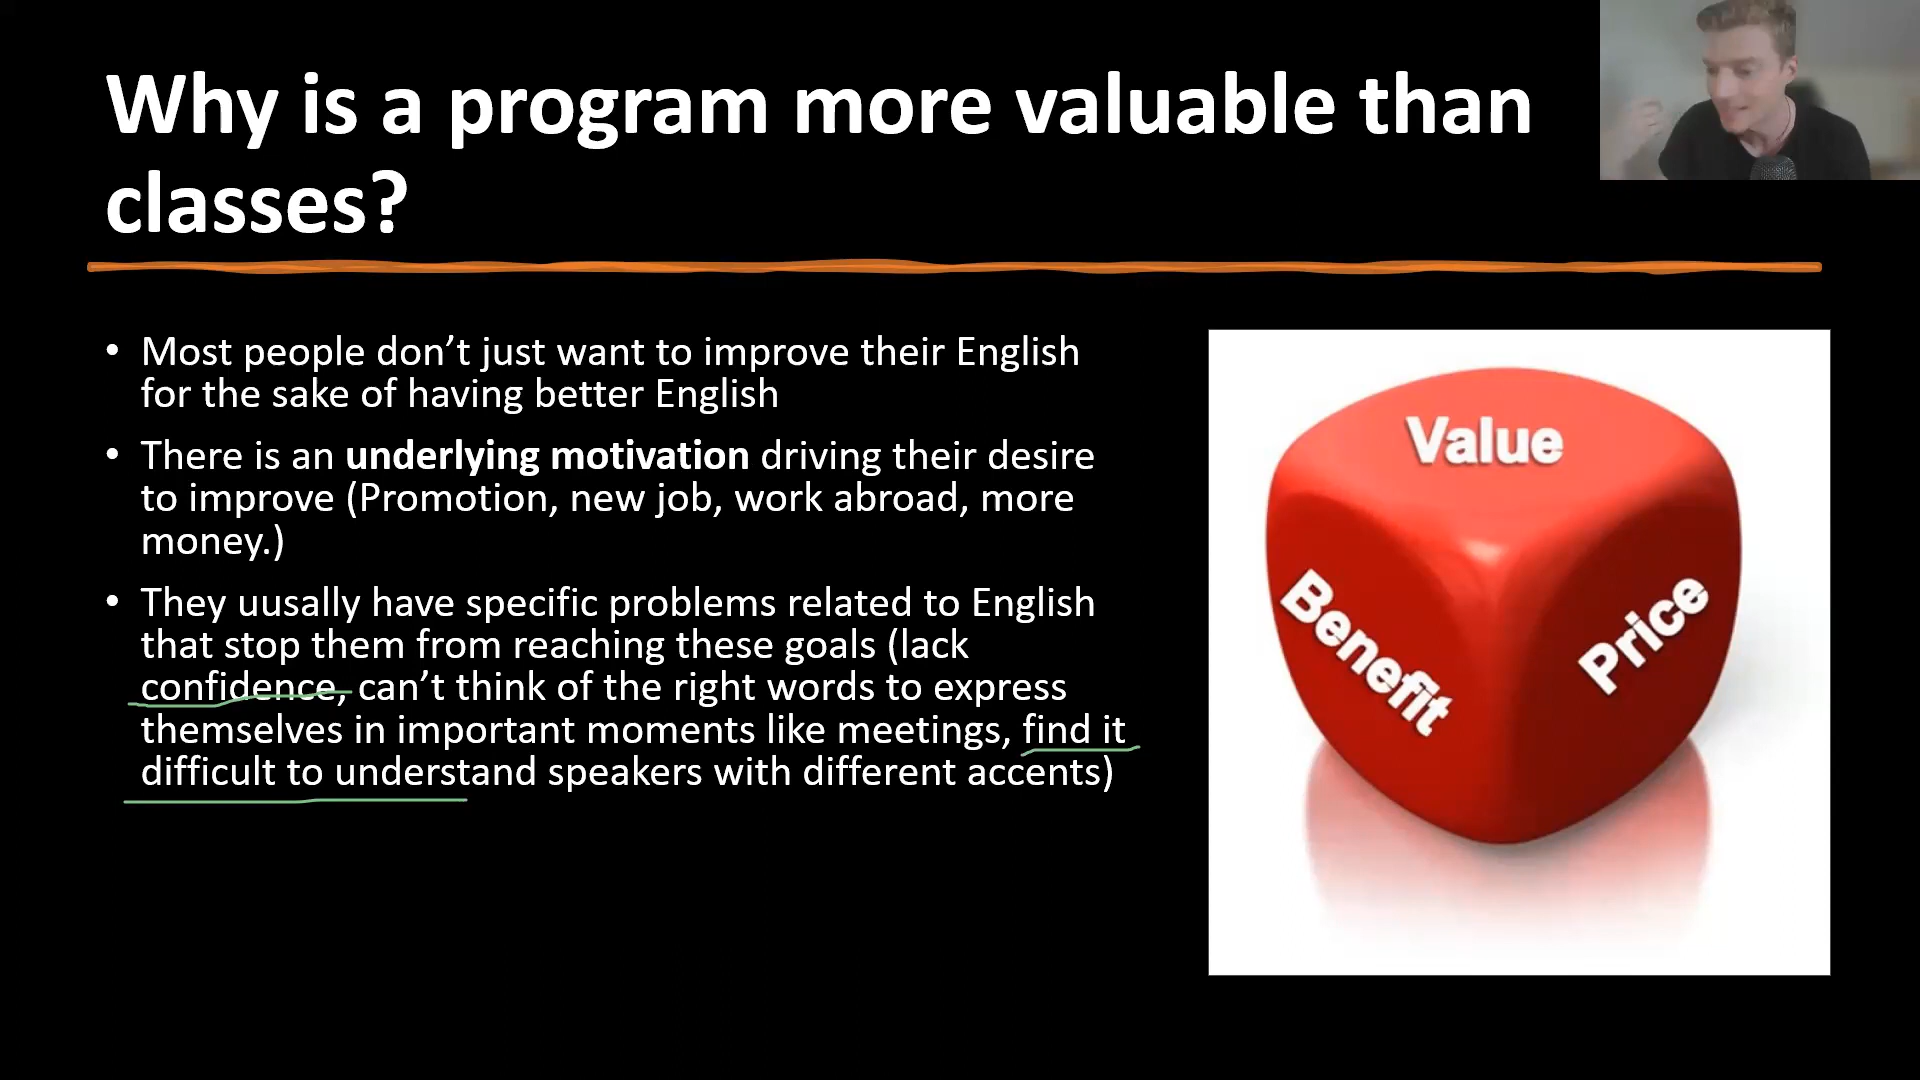 Why is a program more valuable than
classes?
• Most people don’t just want to improve their English
for the sake of having better English
• There is an underlying motivation driving their desire
to improve (Promotion, new job, work abroad, more
money.)
• They uusally have specific problems related to English
that stop them from reaching these goals (lack
confidence, can’t think of the right words to express
themselves in important moments like meetings, find it
difficult to understand speakers with different accents)
Value
Benefit
Price